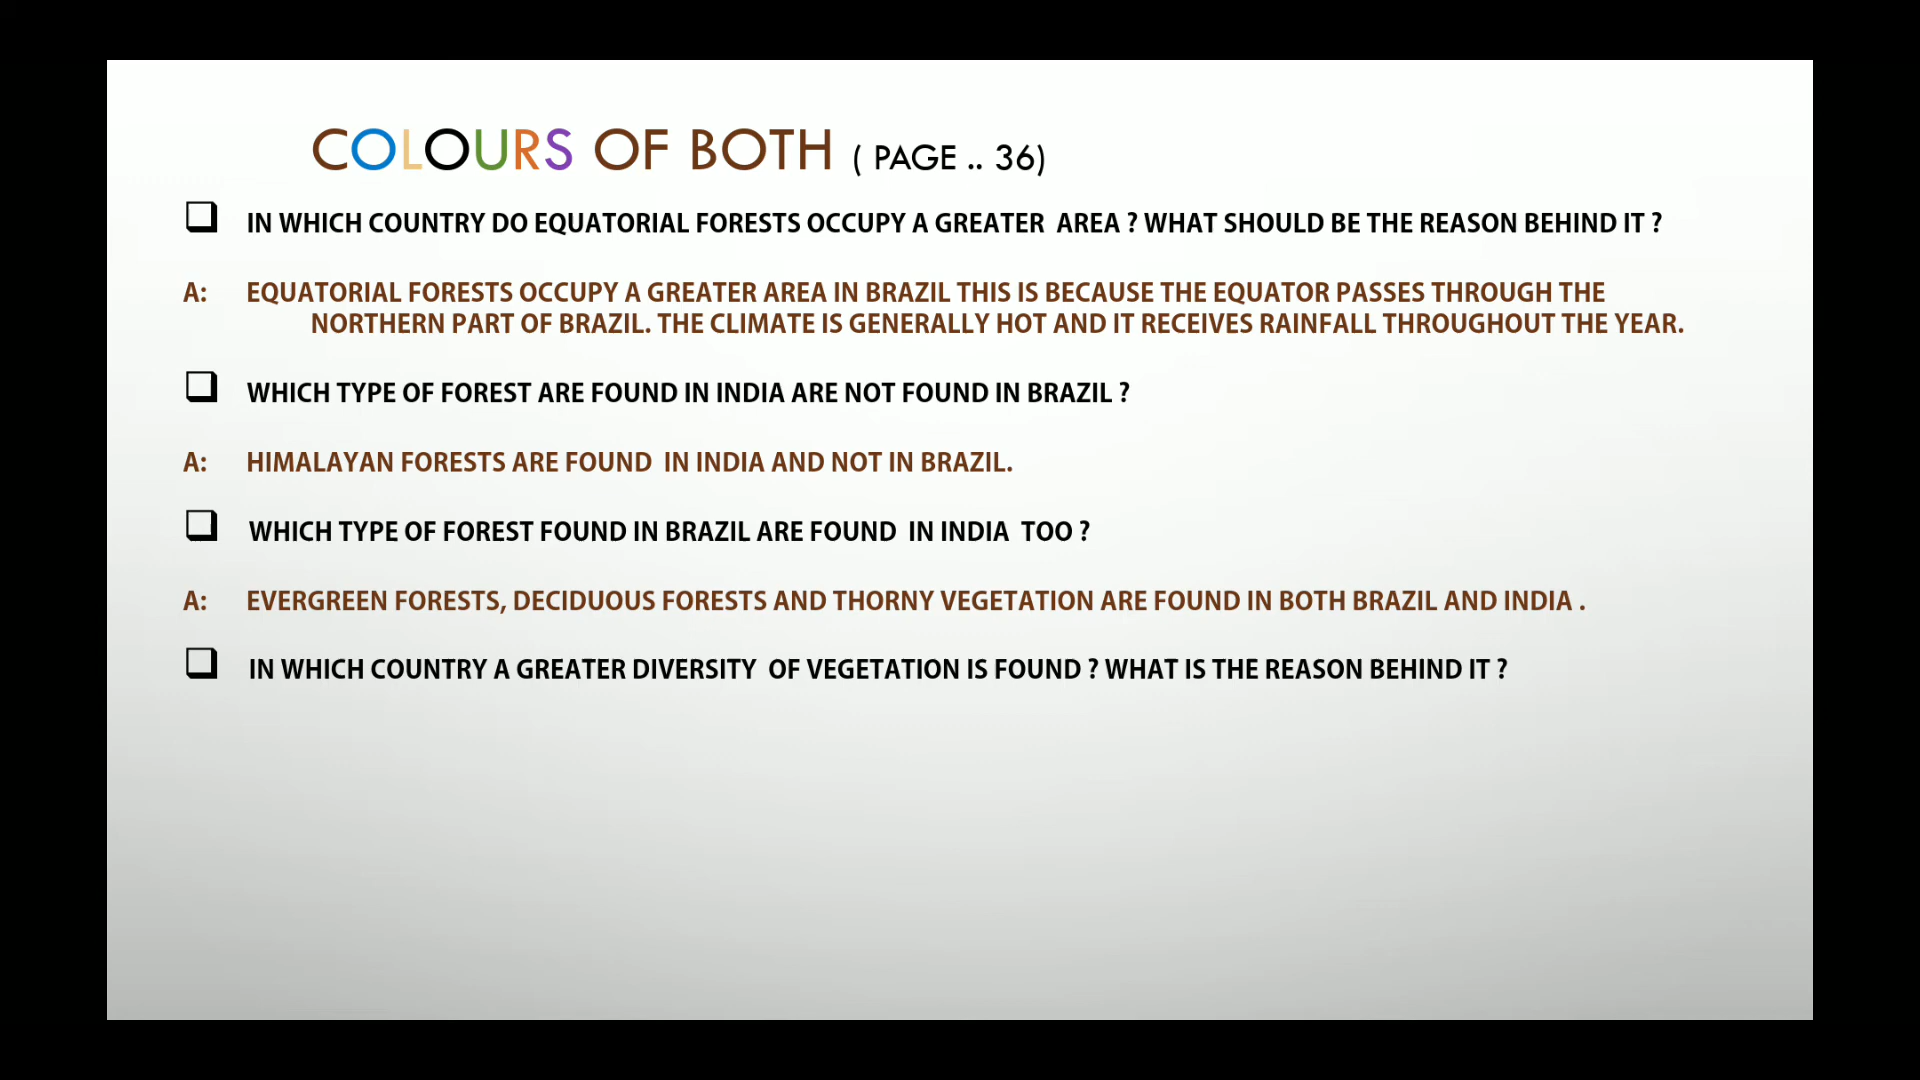 COLOURS OF BOTH ( PAGE .. 36)
IN WHICH COUNTRY DO EQUATORIAL FORESTS OCCUPY A GREATER AREA ? WHAT SHOULD BE THE REASON BEHIND IT ?
A: EQUATORIAL FORESTS OCCUPY A GREATER AREA IN BRAZIL THIS IS BECAUSE THE EQUATOR PASSES THROUGH THE
NORTHERN PART OF BRAZIL. THE CLIMATE IS GENERALLY HOT AND IT RECEIVES RAINFALL THROUGHOUT THE YEAR.
WHICH TYPE OF FOREST ARE FOUND IN INDIA ARE NOT FOUND IN BRAZIL ?
A: HIMALAYAN FORESTS ARE FOUND IN INDIA AND NOT IN BRAZIL.
WHICH TYPE OF FOREST FOUND IN BRAZIL ARE FOUND IN INDIA TOO ?
A: EVERGREEN FORESTS, DECIDUOUS FORESTS AND THORNY VEGETATION ARE FOUND IN BOTH BRAZIL AND INDIA .
IN WHICH COUNTRY A GREATER DIVERSITY OF VEGETATION IS FOUND ? WHAT IS THE REASON BEHIND IT ?